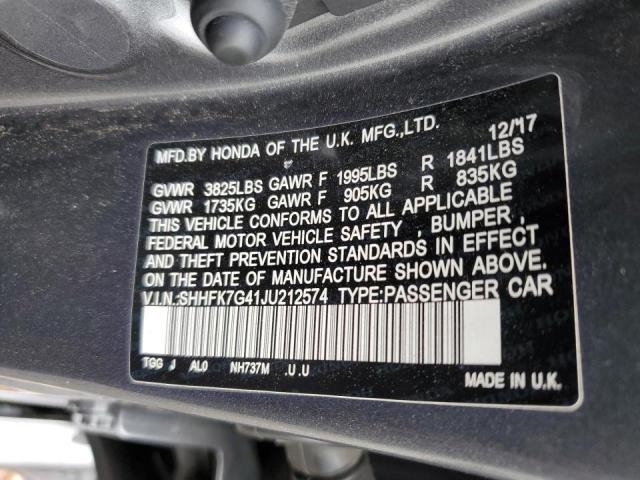 MFD.BY HONDA OF THE U.K. MFG.,LTD. 12/17
GVWR 3825LBS GAWR F 1995LBS R 1841LBS
GVWR 1735KG GAWR F 905KG R 835KG
THIS VEHICLE CONFORMS TO ALL APPLICABLE
FEDERAL MOTOR VEHICLE SAFETY , BUMPER ,
AND THEFT PREVENTION STANDARDS IN EFFECT
ON THE DATE OF MANUFACTURE SHOWN ABOVE.
V.I.N.:SHHFK7G41JU212574 TYPE:PASSENGER CAR
TGG J AL0 NH737M .U.U
MADE IN U.K.